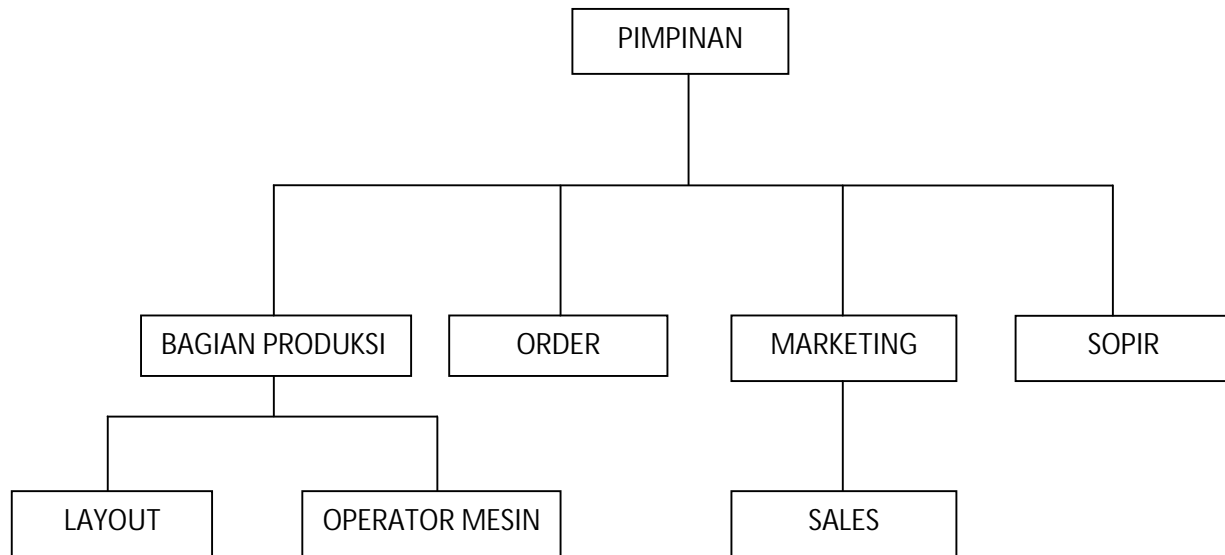 PIMPINAN
BAGIAN PRODUKSI
ORDER
MARKETING
SOPIR
LAYOUT
OPERATOR MESIN
SALES